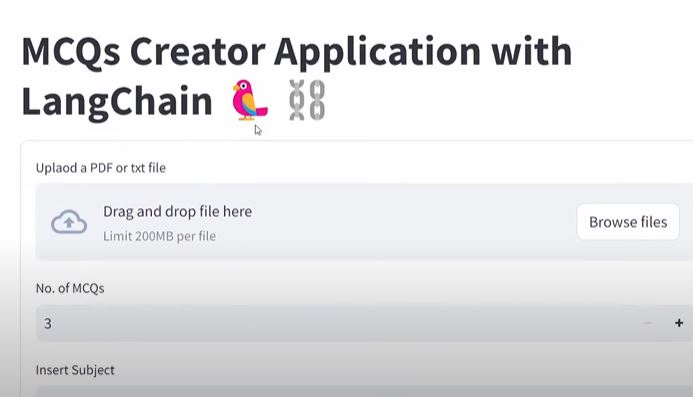 MCQs Creator Application with
LangChain 🦜 ⛓️
Uplaod a PDF or txt file
Drag and drop file here
Limit 200MB per file
Browse files
No. of MCQs
3
Insert Subject